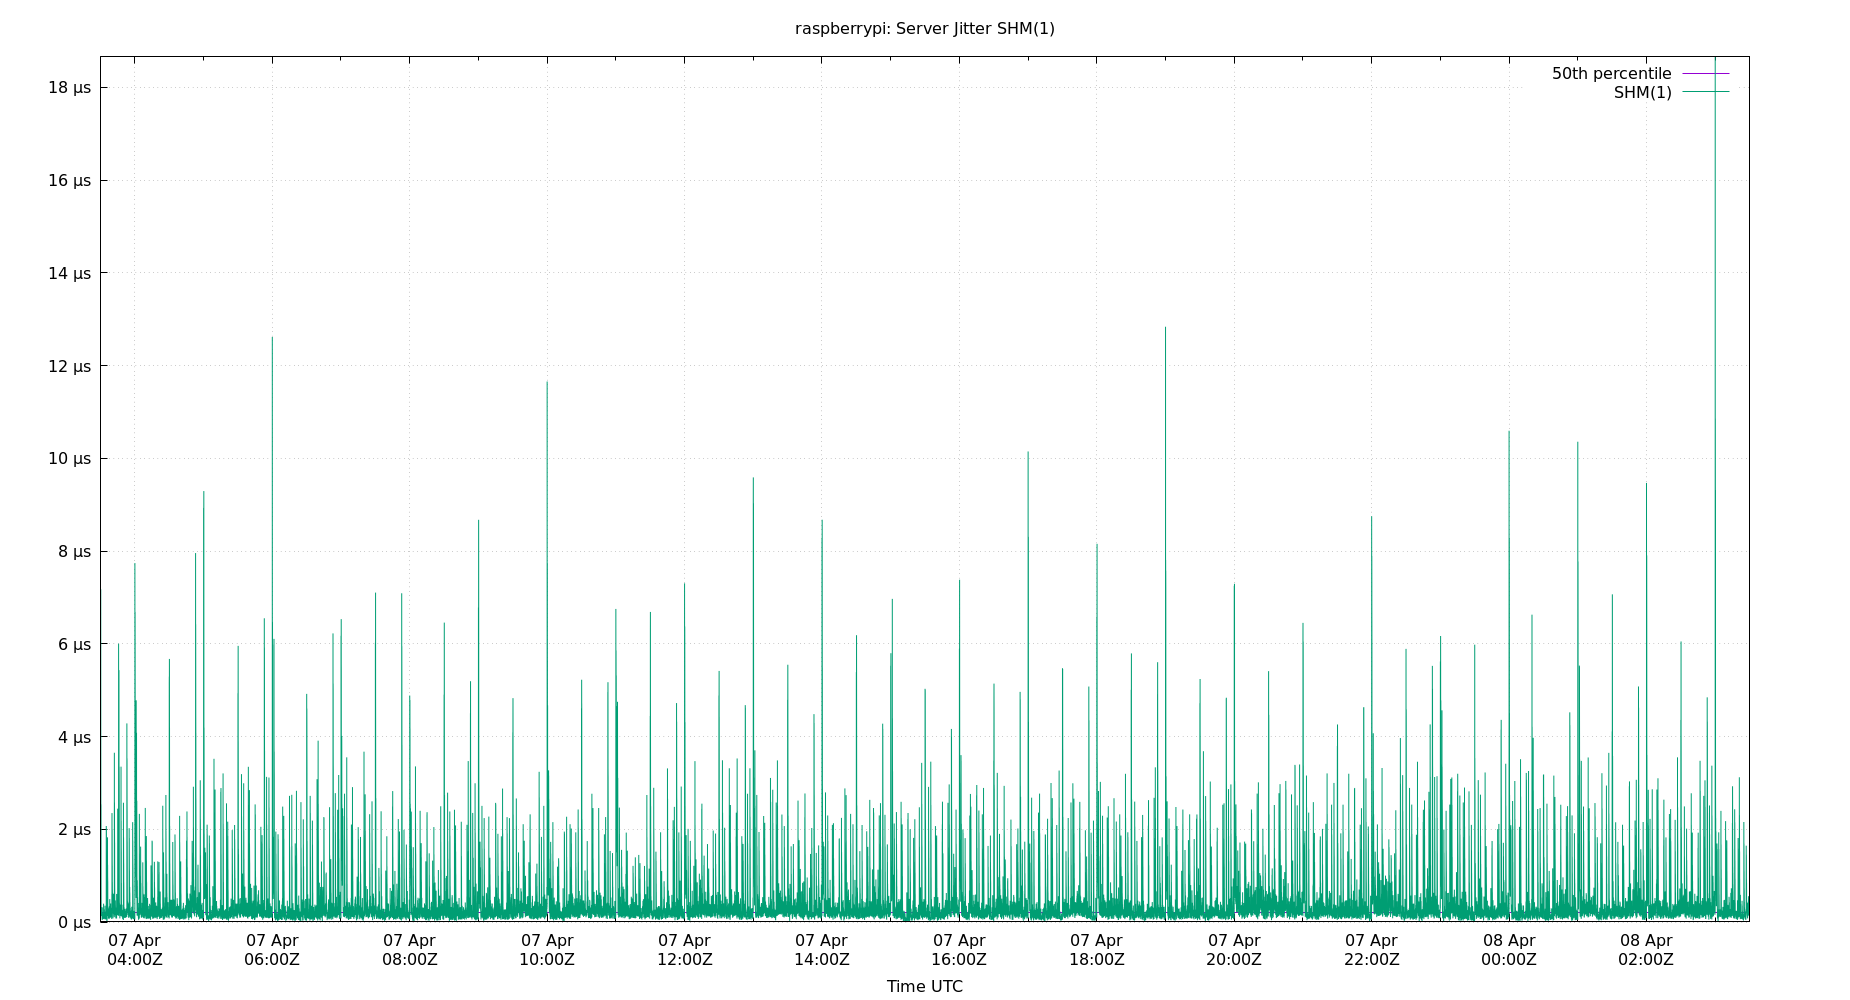 raspberrypi: Server Jitter SHM(1)
50th percentile
SHM(1)
18 µs
16 µs
14 µs
12 µs
10 µs
8 µs
6 µs
4 µs
2 µs
0 µs
07 Apr 07 Apr 07 Apr 07 Apr 07 Apr 07 Apr 07 Apr 07 Apr 07 Apr 07 Apr 08 Apr 08 Apr
04:00Z 06:00Z 08:00Z 10:00Z 12:00Z 14:00Z 16:00Z 18:00Z 20:00Z 22:00Z 00:00Z 02:00Z
Time UTC